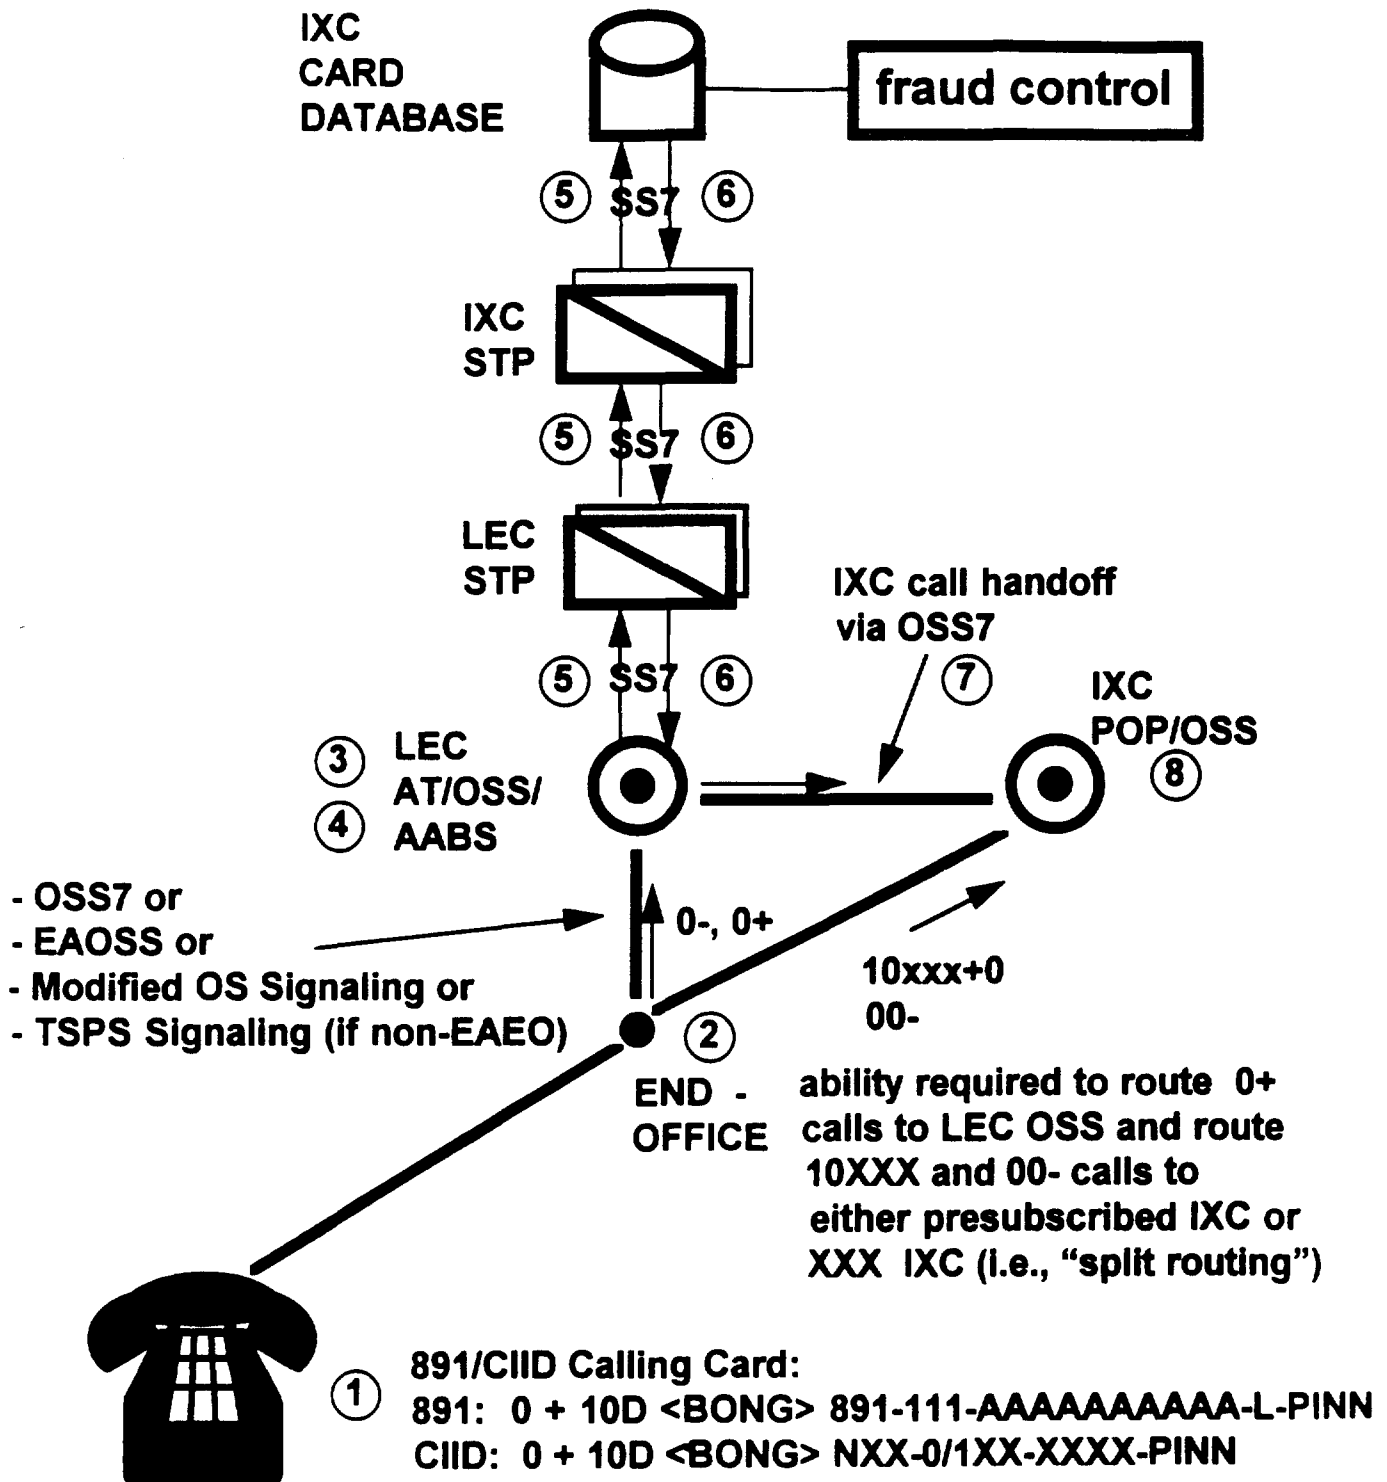 IXC
CARD
DATABASE
fraud control
5 SS7 6
IXC
STP
5 SS7 6
LEC
STP
IXC call handoff
via OSS7
7
5 SS7 6
IXC
POP/OSS
8
3 LEC
AT/OSS/
4 AABS
- OSS7 or
- EAOSS or
- Modified OS Signaling or
- TSPS Signaling (if non-EAEO)
0-, 0+
10xxx+0
00-
2
END -
OFFICE
ability required to route 0+
calls to LEC OSS and route
10XXX and 00- calls to
either presubscribed IXC or
XXX IXC (i.e., “split routing”)
1
891/CIID Calling Card:
891: 0 + 10D <BONG> 891-111-AAAAAAAAAA-L-PINN
CIID: 0 + 10D <BONG> NXX-0/1XX-XXXX-PINN